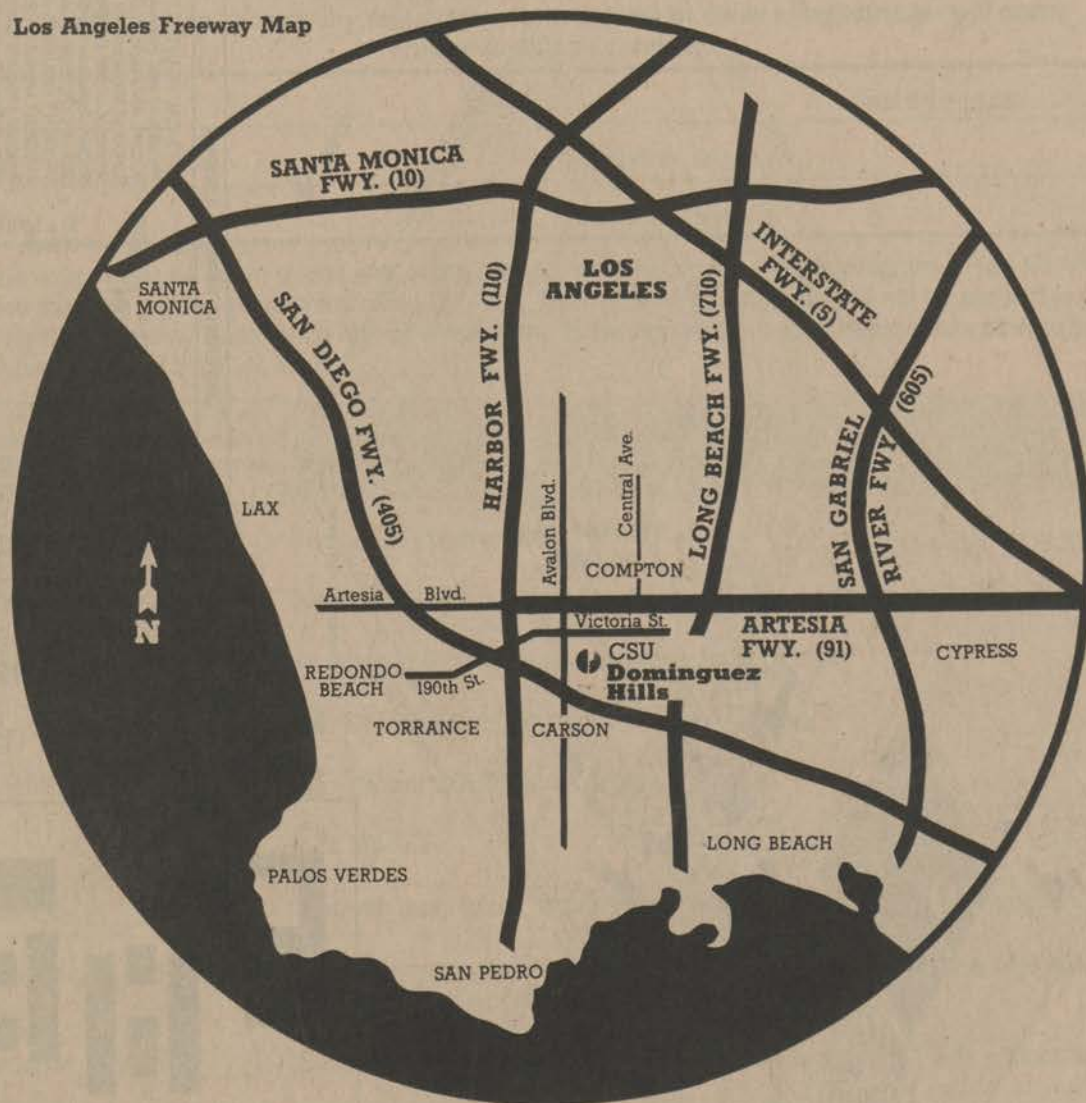 Los Angeles Freeway Map
SANTA MONICA
FWY. (10)
SANTA
MONICA
SAN DIEGO FWY. (405)
HARBOR FWY. (110)
LOS
ANGELES
LONG BEACH FWY. (710)
INTERSTATE
FWY. (5)
SAN GABRIEL
RIVER FWY. (605)
LAX
Avalon Blvd.
Central Ave.
COMPTON
N
Artesia Blvd.
Victoria St.
ARTESIA
FWY. (91)
CYPRESS
REDONDO
BEACH
190th St.
CSU
Dominguez
Hills
TORRANCE
CARSON
LONG BEACH
PALOS VERDES
SAN PEDRO